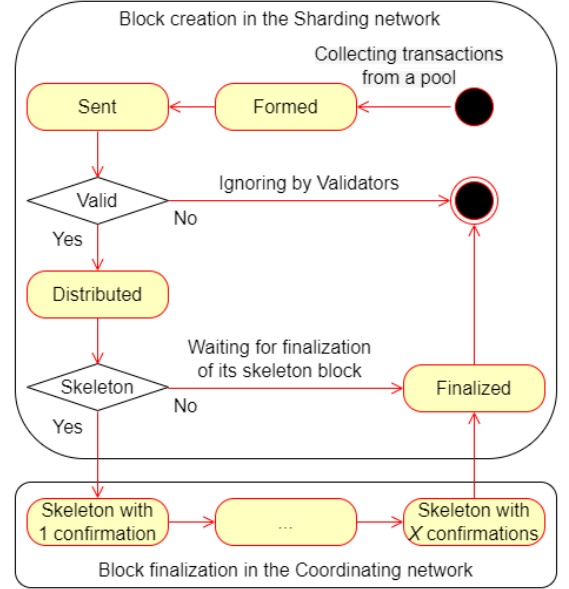 Block creation in the Sharding network
Collecting transactions
from a pool
Sent
Formed
Valid
Ignoring by Validators
No
Yes
Distributed
Waiting for finalization
of its skeleton block
Skeleton
Finalized
No
Yes
Skeleton with
1 confirmation
...
Skeleton with
X confirmations
Block finalization in the Coordinating network